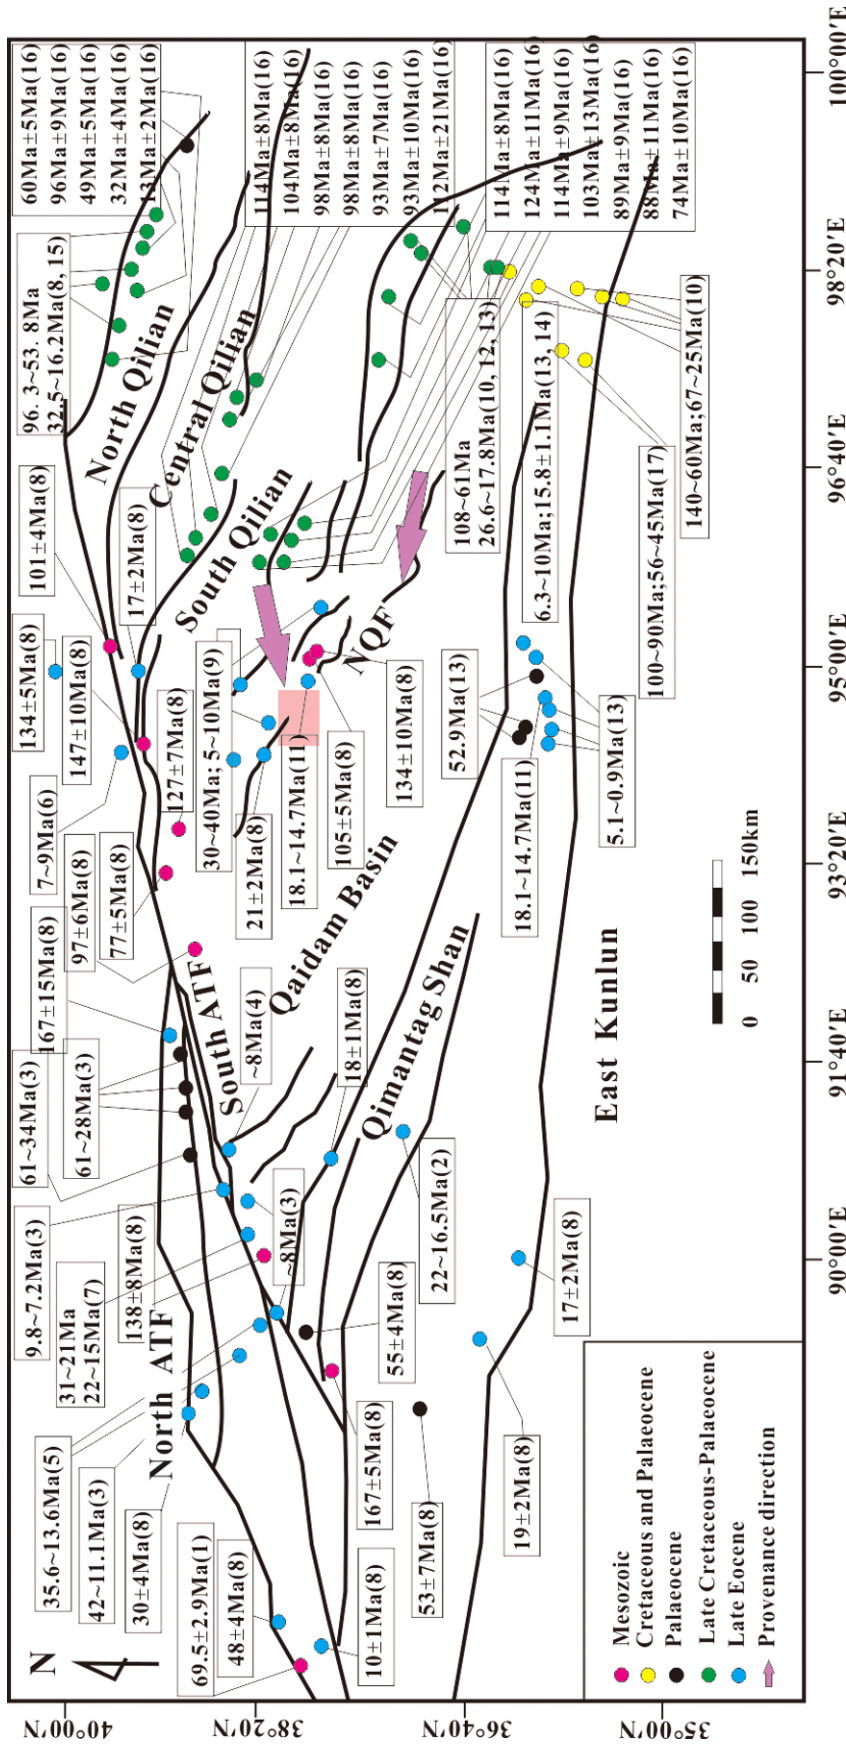 N
North ATF
South ATF
North Qilian
Central Qilian
South Qilian
NQF
Qaidam Basin
Qimantag Shan
East Kunlun
69.5±2.9Ma(1)
48±4Ma(8)
10±1Ma(8)
30±4Ma(8)
42~11.1Ma(3)
35.6~13.6Ma(5)
31~21Ma
22~15Ma(7)
9.8~7.2Ma(3)
138±8Ma(8)
61~34Ma(3)
61~28Ma(3)
167±15Ma(8)
97±6Ma(8)
77±5Ma(8)
7~9Ma(6)
127±7Ma(8)
147±10Ma(8)
134±5Ma(8)
17±2Ma(8)
101±4Ma(8)
96.3~53.8Ma
32.5~16.2Ma(8, 15)
60Ma±5Ma(16)
96Ma±9Ma(16)
49Ma±5Ma(16)
32Ma±4Ma(16)
13Ma±2Ma(16)
114Ma±8Ma(16)
104Ma±8Ma(16)
98Ma±8Ma(16)
98Ma±8Ma(16)
93Ma±7Ma(16)
93Ma±10Ma(16)
112Ma±21Ma(16)
114Ma±8Ma(16)
124Ma±11Ma(16)
114Ma±9Ma(16)
103Ma±13Ma(16)
89Ma±9Ma(16)
88Ma±11Ma(16)
74Ma±10Ma(16)
~8Ma(4)
~8Ma(3)
18±1Ma(8)
22~16.5Ma(2)
55±4Ma(8)
167±5Ma(8)
53±7Ma(8)
19±2Ma(8)
17±2Ma(8)
30~40Ma; 5~10Ma(9)
21±2Ma(8)
18.1~14.7Ma(11)
105±5Ma(8)
134±10Ma(8)
52.9Ma(13)
18.1~14.7Ma(11)
5.1~0.9Ma(13)
108~61Ma
26.6~17.8Ma(10, 12, 13)
6.3~10Ma;15.8±1.1Ma(13, 14)
100~90Ma;56~45Ma(17)
140~60Ma;67~25Ma(10)
0 50 100 150km
Mesozoic
Cretaceous and Palaeocene
Palaeocene
Late Cretaceous-Palaeocene
Late Eocene
Provenance direction
40°00′N
38°20′N
36°40′N
35°00′N
90°00′E
91°40′E
93°20′E
95°00′E
96°40′E
98°20′E
100°00′E